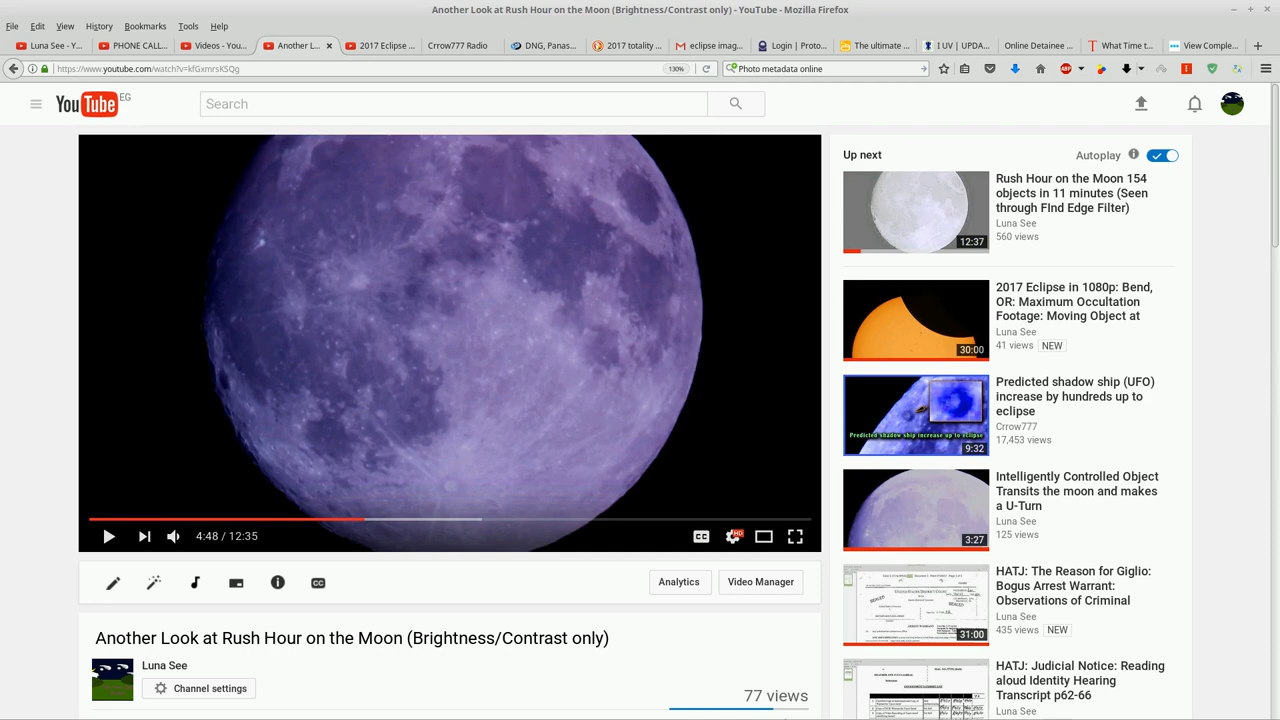 Another Look at Rush Hour on the Moon (Brightness/Contrast only) - YouTube - Mozilla Firefox
File Edit View History Bookmarks Tools Help
Luna See - Y...
PHONE_LL...
Videos - You...
Another L...
2017 Eclipse ...
Crrow777 Radio
DNG, Panas...
2017 totality ...
eclipse imag...
Login | Proto...
The ultimate ...
I UV | UPDA...
Online Detainee ...
What Time t...
View Comple...
https://www.youtube.com/watch?v=kfGxmrsK5Qg
130%
Photo metadata online
YouTube EG
Search
Up next
Autoplay
Rush Hour on the Moon 154
objects in 11 minutes (Seen
through FInd Edge Filter)
Luna See
560 views
12:37
2017 Eclipse in 1080p: Bend,
OR: Maximum Occultation
Footage: Moving Object at
Luna See
41 views NEW
30:00
Predicted shadow ship (UFO)
increase by hundreds up to
eclipse
Crrow777
17,453 views
Predicted shadow ship increase up to eclipse
9:32
Intelligently Controlled Object
Transits the moon and makes
a U-Turn
Luna See
125 views
3:27
4:48 / 12:35
CC
HD
HATJ: The Reason for Giglio:
Bogus Arrest Warrant -
Observations of Criminal
Luna See
435 views NEW
31:00
CC
Video Manager
Another Look at Rush Hour on the Moon (Brightness/Contrast only)
Luna See
Channel
77 views
HATJ: Judicial Notice: Reading
aloud Identity Hearing
Transcript p62-66
Luna See